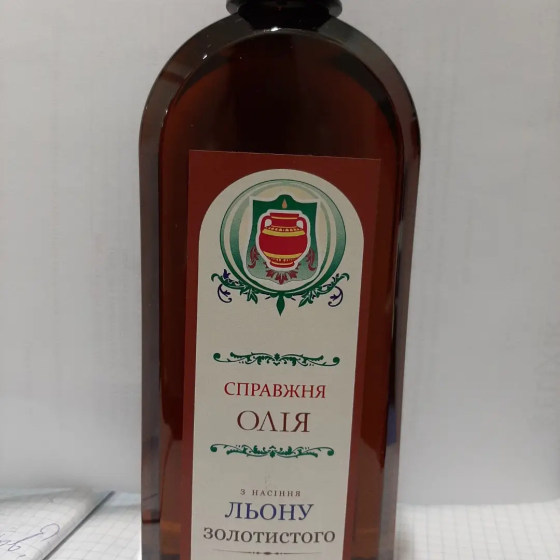 СПРАВЖНЯ
ОЛІЯ
З НАСІННЯ
ЛЬОНУ
ЗОЛОТИСТОГО